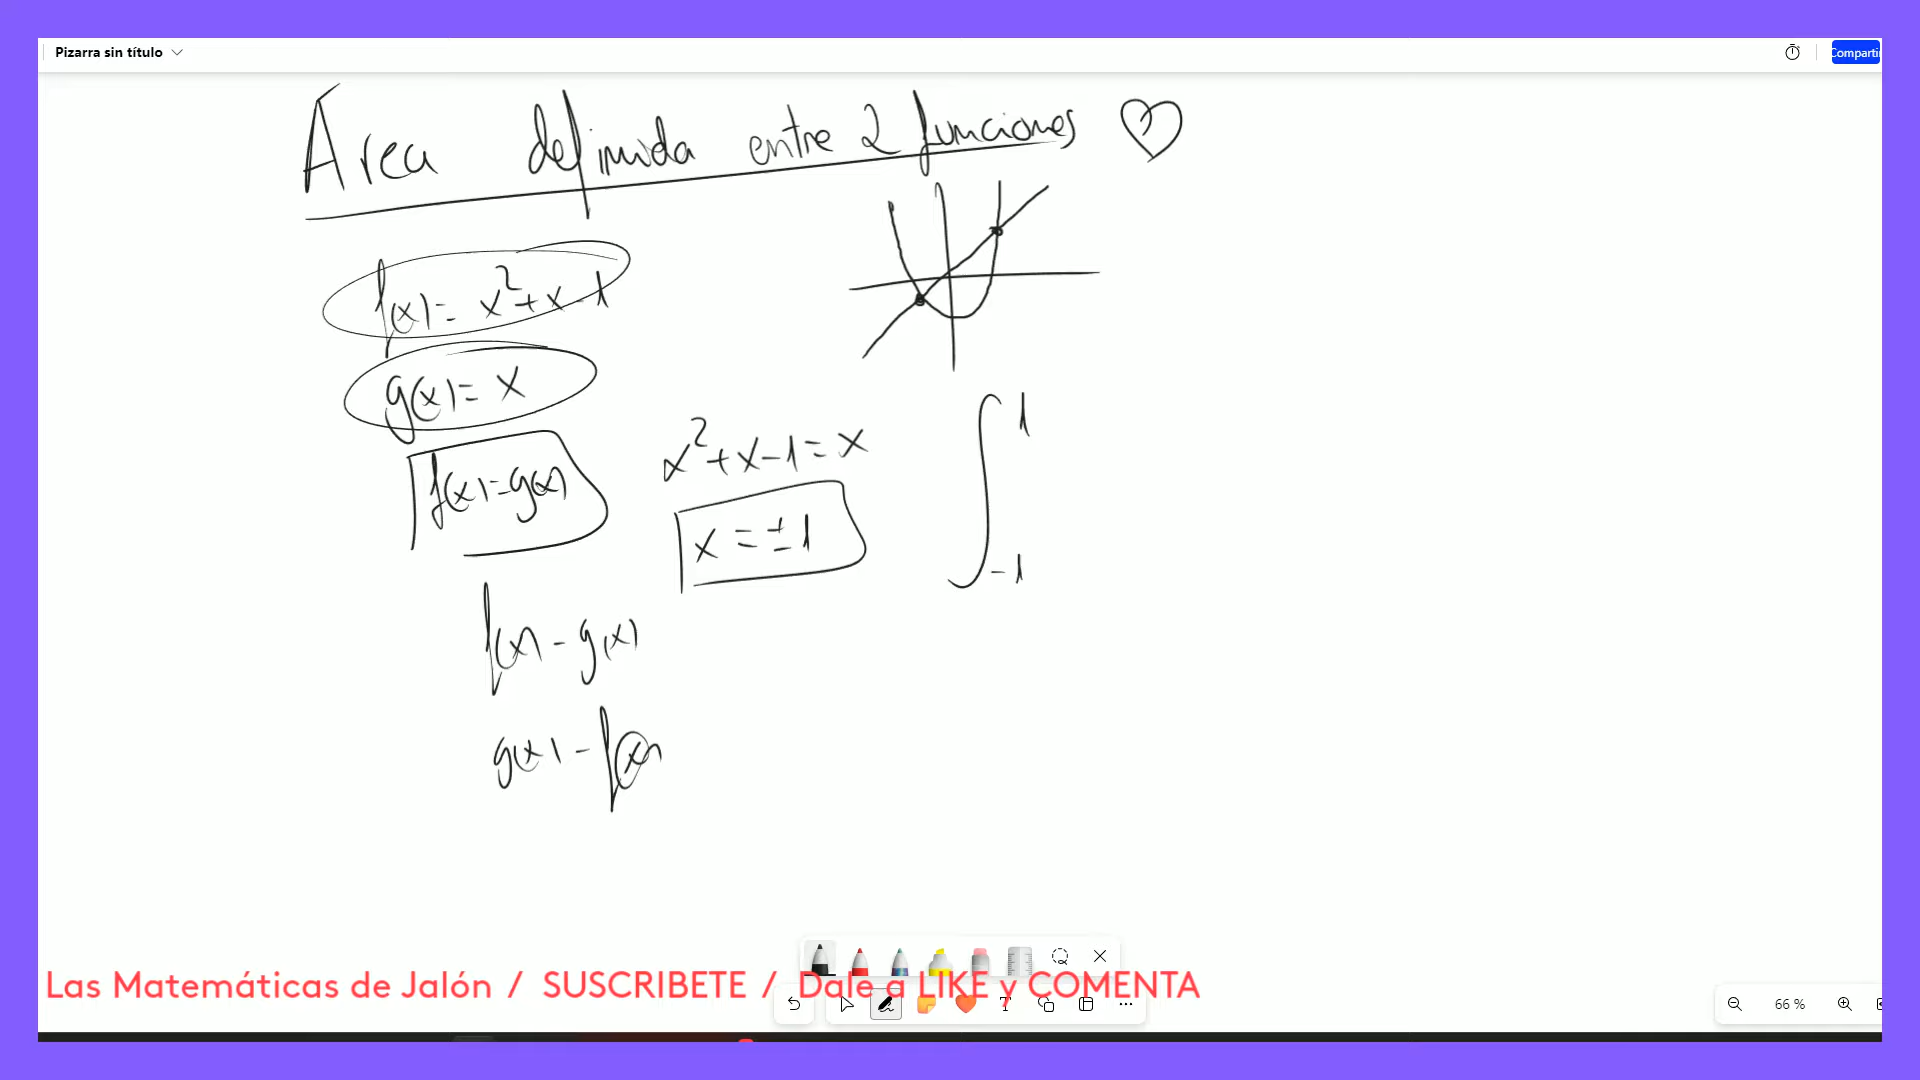 Pizarra sin título
Comparti
Área definida entre 2 funciones
f(x) = x² + x - 1
g(x) = x
f(x) = g(x)
x² + x - 1 = x
x = ± 1
∫ 1
-1
f(x) - g(x)
g(x) - f(x)
Las Matemáticas de Jalón / SUSCRIBETE / Dale a LIKE y COMENTA
T
66 %